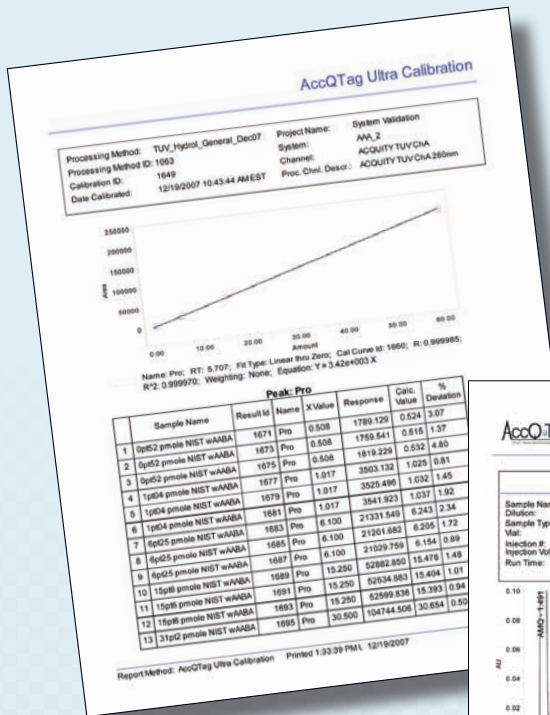 AccQTag Ultra Calibration
Processing Method: TUV_Hydrol_General_Dec07 Project Name: System Validation
Processing Method ID: 1063 System: AAA_2
Calibration ID: 1649 Channel: ACQUITY TUV ChA
Date Calibrated: 12/19/2007 10:43:44 AM EST Proc. Chnl. Descr.: ACQUITY TUV ChA 260nm
250000
200000
150000
100000
50000
0
Area
0.00 10.00 20.00 30.00 40.00 50.00 60.00
Amount
Name: Pro; RT: 5.707; Fit Type: Linear thru Zero; Cal Curve Id: 1660; R: 0.999985;
R^2: 0.999970; Weighting: None; Equation: Y = 3.42e+003 X
Peak: Pro
Sample Name Result Id Name X Value Response Calc. Value % Deviation
1 0pt52 pmole NIST wAABA 1671 Pro 0.508 1789.129 0.524 3.07
2 0pt52 pmole NIST wAABA 1673 Pro 0.508 1759.541 0.515 1.37
3 0pt52 pmole NIST wAABA 1675 Pro 0.508 1819.229 0.532 4.80
4 1pt04 pmole NIST wAABA 1677 Pro 1.017 3503.132 1.025 0.81
5 1pt04 pmole NIST wAABA 1679 Pro 1.017 3525.496 1.032 1.45
6 1pt04 pmole NIST wAABA 1681 Pro 1.017 3541.923 1.037 1.92
7 6pt25 pmole NIST wAABA 1683 Pro 6.100 21331.549 6.243 2.34
8 6pt25 pmole NIST wAABA 1685 Pro 6.100 21201.682 6.205 1.72
9 6pt25 pmole NIST wAABA 1687 Pro 6.100 21029.759 6.154 0.89
10 15pt6 pmole NIST wAABA 1689 Pro 15.250 52882.850 15.476 1.48
11 15pt6 pmole NIST wAABA 1691 Pro 15.250 52634.883 15.404 1.01
12 15pt6 pmole NIST wAABA 1693 Pro 15.250 52599.836 15.393 0.94
13 31pt2 pmole NIST wAABA 1695 Pro 30.500 104744.506 30.654 0.50
Report Method: AccQTag Ultra Calibration Printed 1:33:39 PM 12/19/2007
Sample
Dilution:
Sample
Vial:
Injection #:
Injection
Run Time:
0.10
0.08
0.06
0.04
0.02
AU
AMQ - 1.491